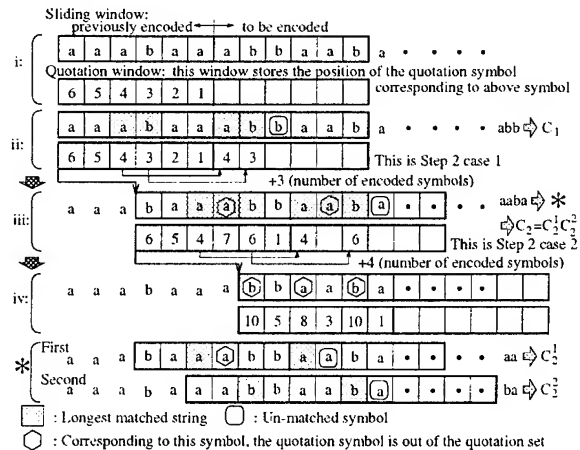 Sliding window:
previously encoded to be encoded
i: a a a b a a a b b a a b a • • • •
Quotation window: this window stores the position of the quotation symbol
corresponding to above symbol
6 5 4 3 2 1
ii: a a a b a a a b b a a b a • • • • abb ⇨ C₁
6 5 4 3 2 1 4 3 This is Step 2 case 1
+3 (number of encoded symbols)
iii: a a a b a a a b b a a b a • • • • aaba ⇨ *
⇨ C₂=C₂¹C₂²
6 5 4 7 6 1 4 6 This is Step 2 case 2
+4 (number of encoded symbols)
iv: a a a b a a a b b a a b a • • • •
10 5 8 3 10 1
* First a a a b a a a b b a a b a • • • • aa ⇨ C₂¹
Second a a a b a a a b b a a b a • • • • ba ⇨ C₂²
: Longest matched string : Un-matched symbol
: Corresponding to this symbol, the quotation symbol is out of the quotation set